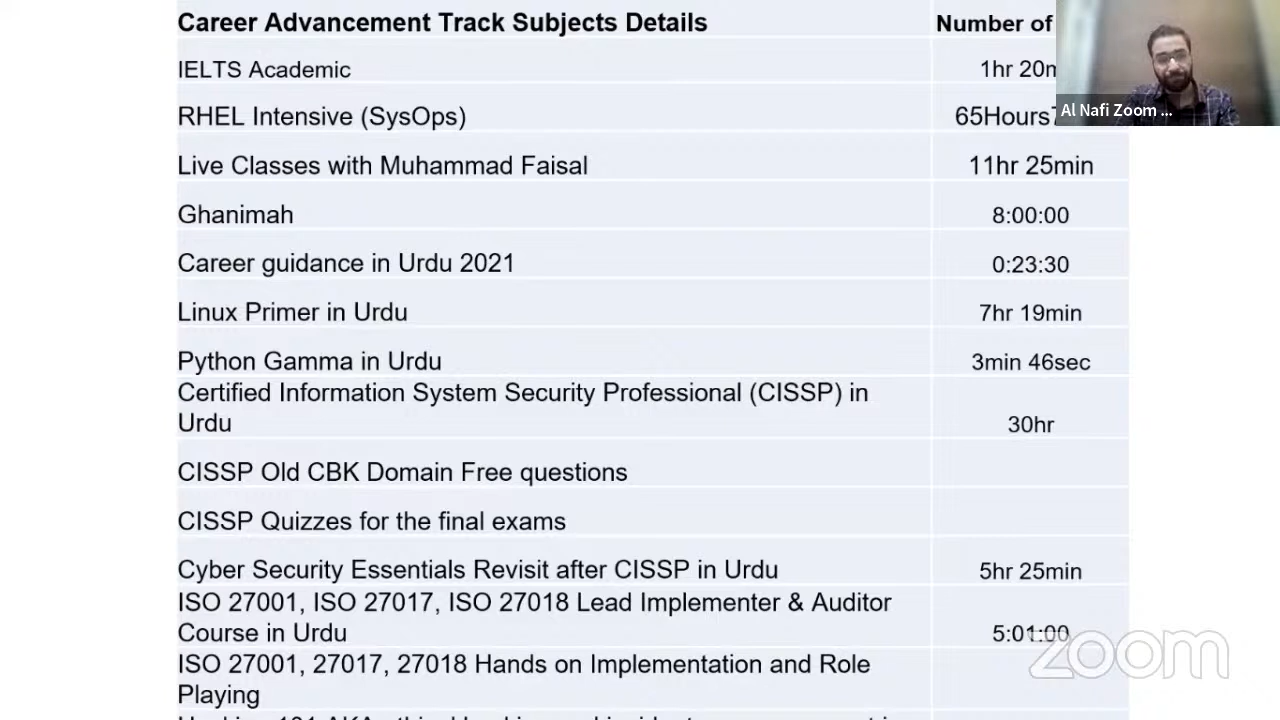 Career Advancement Track Subjects Details Number of
IELTS Academic 1hr 20m
RHEL Intensive (SysOps) 65Hours
Live Classes with Muhammad Faisal 11hr 25min
Ghanimah 8:00:00
Career guidance in Urdu 2021 0:23:30
Linux Primer in Urdu 7hr 19min
Python Gamma in Urdu 3min 46sec
Certified Information System Security Professional (CISSP) in
Urdu 30hr
CISSP Old CBK Domain Free questions
CISSP Quizzes for the final exams
Cyber Security Essentials Revisit after CISSP in Urdu 5hr 25min
ISO 27001, ISO 27017, ISO 27018 Lead Implementer & Auditor
Course in Urdu 5:01:00
ISO 27001, 27017, 27018 Hands on Implementation and Role
Playing
Al Nafi Zoom ...
zoom